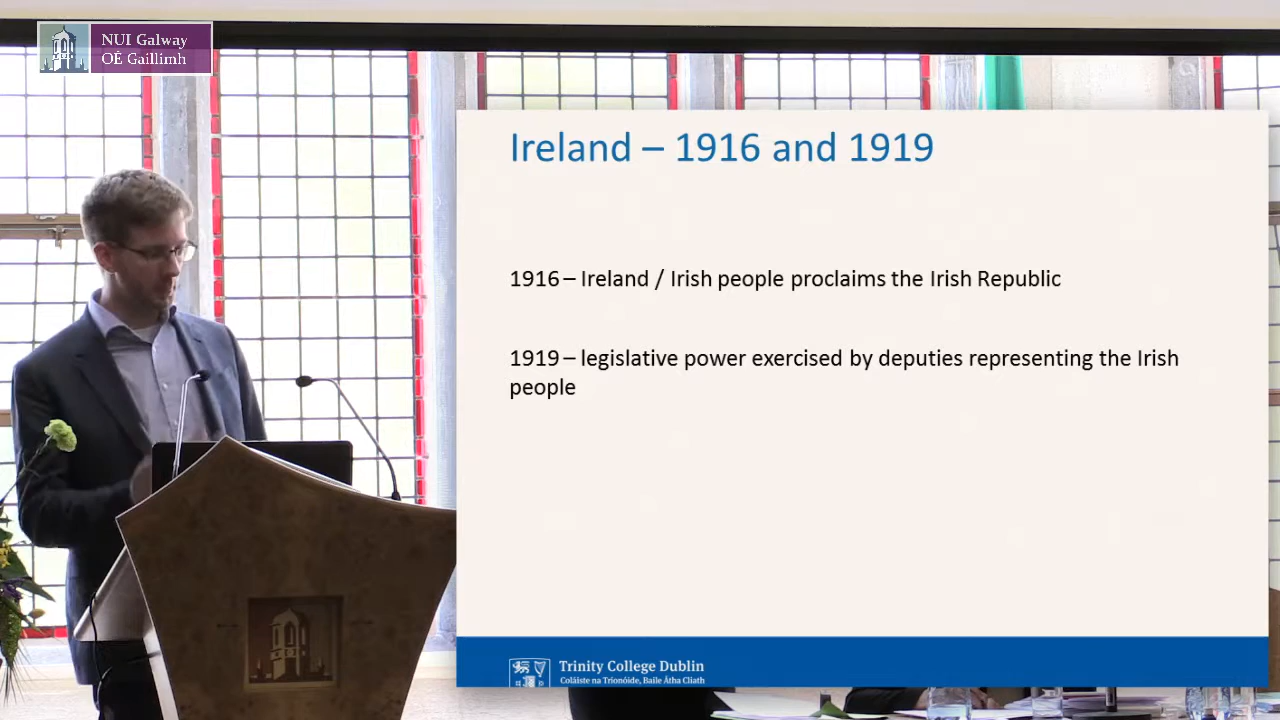 NUI Galway
OÉ Gaillimh
Ireland – 1916 and 1919
1916 – Ireland / Irish people proclaims the Irish Republic
1919 – legislative power exercised by deputies representing the Irish
people
Trinity College Dublin
Coláiste na Tríonóide, Baile Átha Cliath